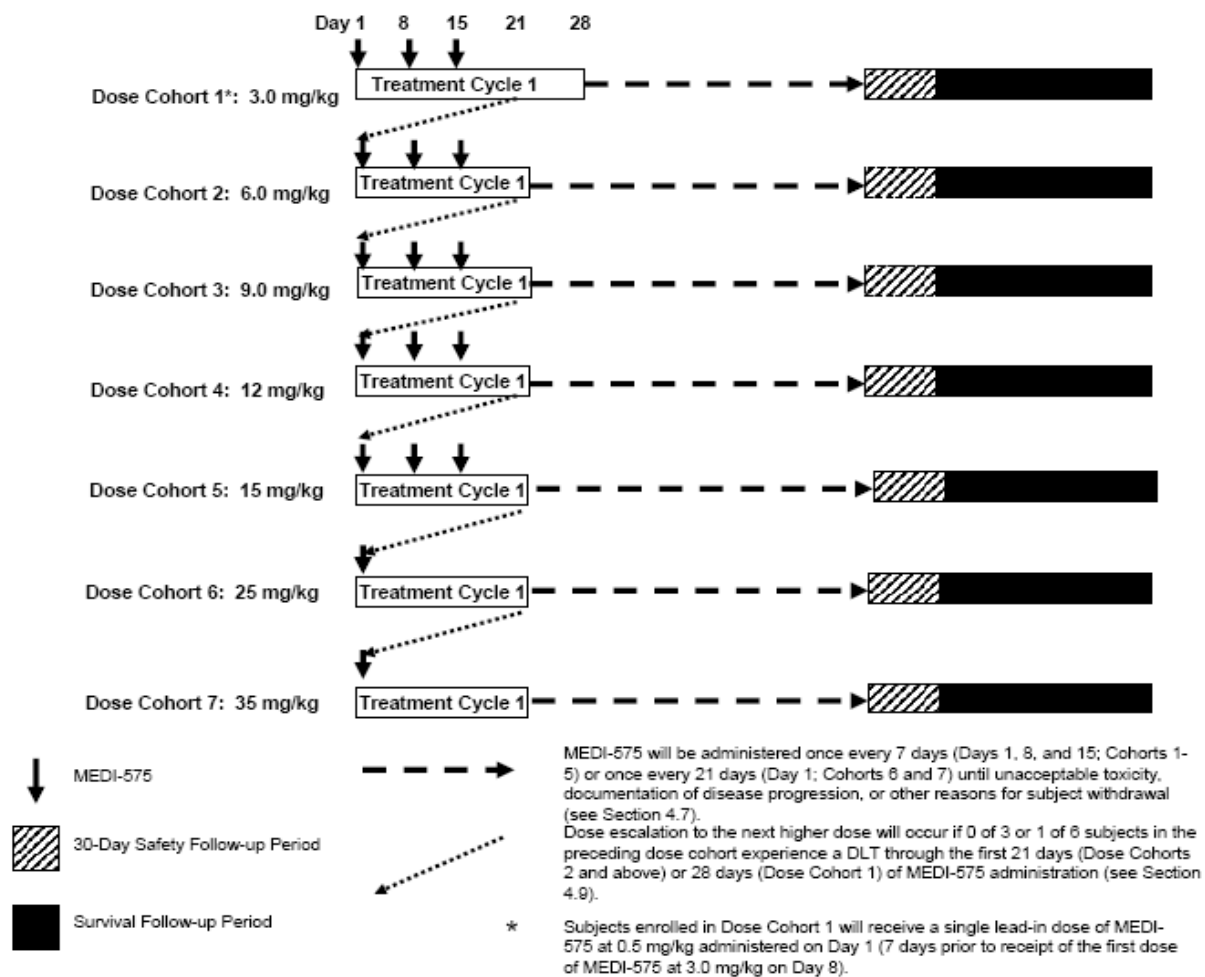 Day 1 8 15 21 28
Treatment Cycle 1
Dose Cohort 1*: 3.0 mg/kg
Treatment Cycle 1
Dose Cohort 2: 6.0 mg/kg
Treatment Cycle 1
Dose Cohort 3: 9.0 mg/kg
Treatment Cycle 1
Dose Cohort 4: 12 mg/kg
Treatment Cycle 1
Dose Cohort 5: 15 mg/kg
Treatment Cycle 1
Dose Cohort 6: 25 mg/kg
Treatment Cycle 1
Dose Cohort 7: 35 mg/kg
MEDI-575
30-Day Safety Follow-up Period
Survival Follow-up Period
MEDI-575 will be administered once every 7 days (Days 1, 8, and 15; Cohorts 1-
5) or once every 21 days (Day 1; Cohorts 6 and 7) until unacceptable toxicity,
documentation of disease progression, or other reasons for subject withdrawal
(see Section 4.7).
Dose escalation to the next higher dose will occur if 0 of 3 or 1 of 6 subjects in the
preceding dose cohort experience a DLT through the first 21 days (Dose Cohorts
2 and above) or 28 days (Dose Cohort 1) of MEDI-575 administration (see Section
4.9).
* Subjects enrolled in Dose Cohort 1 will receive a single lead-in dose of MEDI-
575 at 0.5 mg/kg administered on Day 1 (7 days prior to receipt of the first dose
of MEDI-575 at 3.0 mg/kg on Day 8).